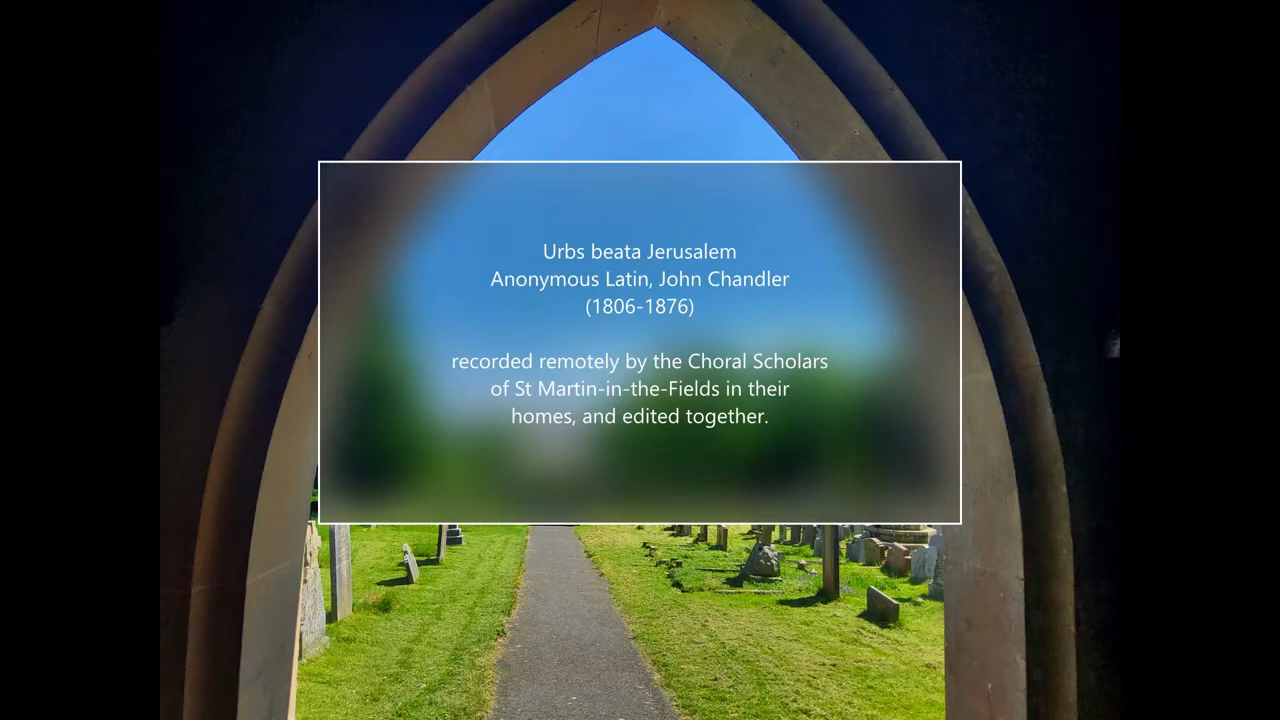 Urbs beata Jerusalem
Anonymous Latin, John Chandler
(1806-1876)
recorded remotely by the Choral Scholars
of St Martin-in-the-Fields in their
homes, and edited together.